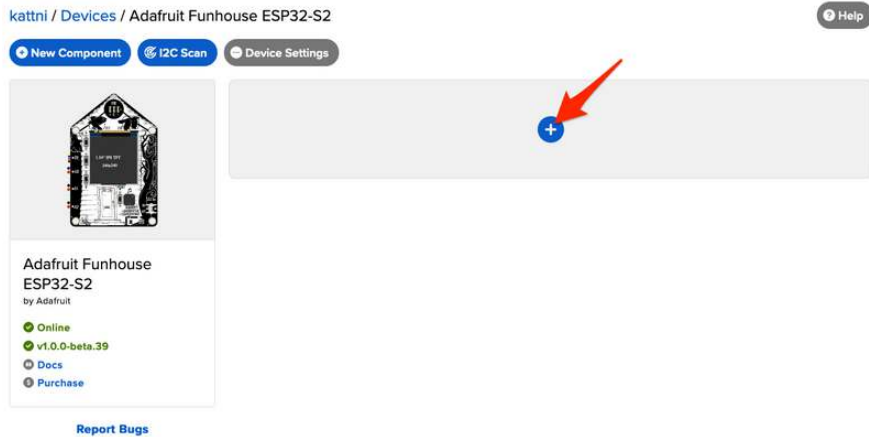 kattni / Devices / Adafruit Funhouse ESP32-S2
Help
New Component
I2C Scan
Device Settings
Adafruit Funhouse
ESP32-S2
by Adafruit
Online
v1.0.0-beta.39
Docs
Purchase
Report Bugs